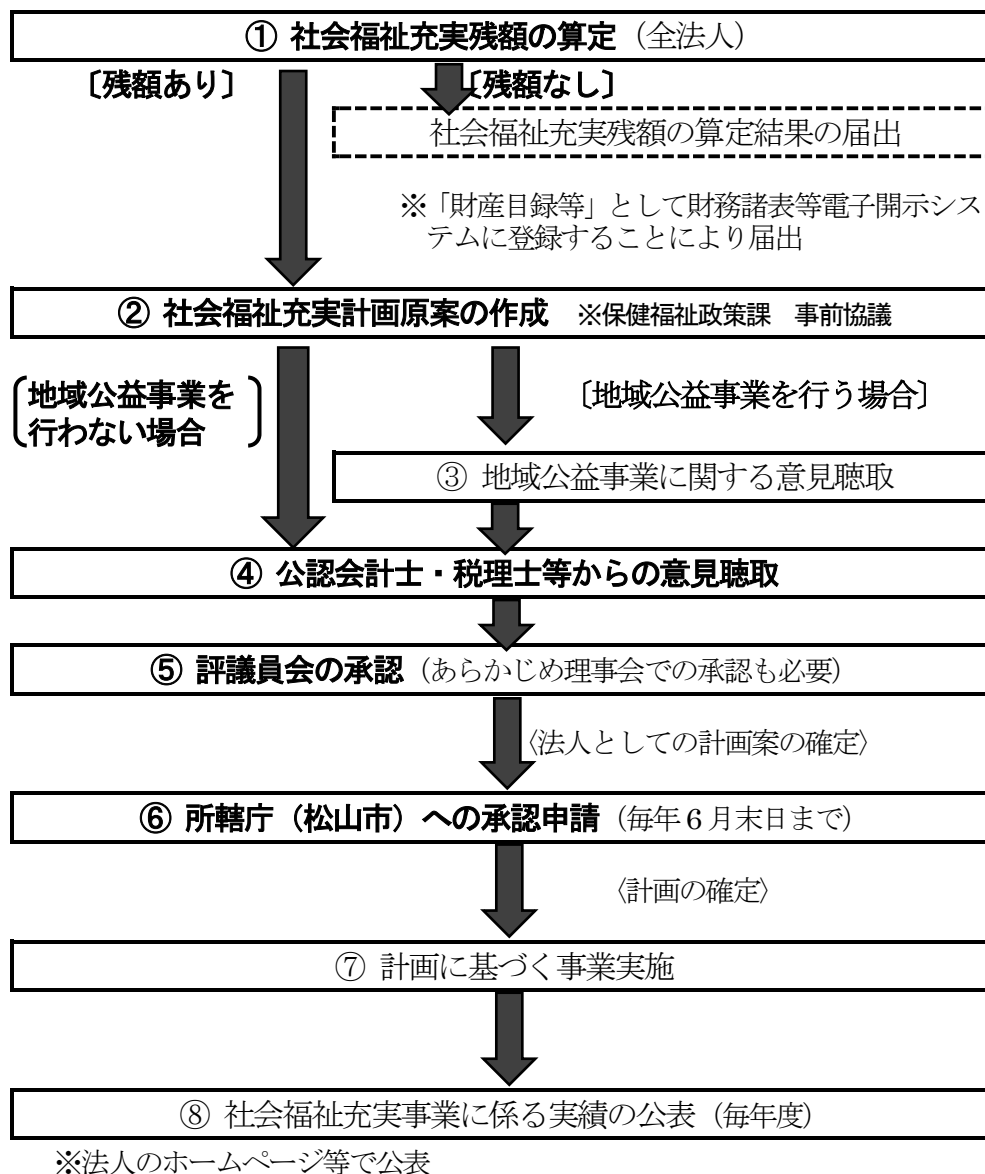 ① 社会福祉充実残額の算定（全法人）
〔残額あり〕
〔残額なし〕
社会福祉充実残額の算定結果の届出
※「財産目録等」として財務諸表等電子開示シス
テムに登録することにより届出
② 社会福祉充実計画原案の作成　※保健福祉政策課　事前協議
地域公益事業を
行わない場合
〔地域公益事業を行う場合〕
③ 地域公益事業に関する意見聴取
④ 公認会計士・税理士等からの意見聴取
⑤ 評議員会の承認（あらかじめ理事会での承認も必要）
〈法人としての計画案の確定〉
⑥ 所轄庁（松山市）への承認申請（毎年６月末日まで）
〈計画の確定〉
⑦ 計画に基づく事業実施
⑧ 社会福祉充実事業に係る実績の公表（毎年度）
※法人のホームページ等で公表